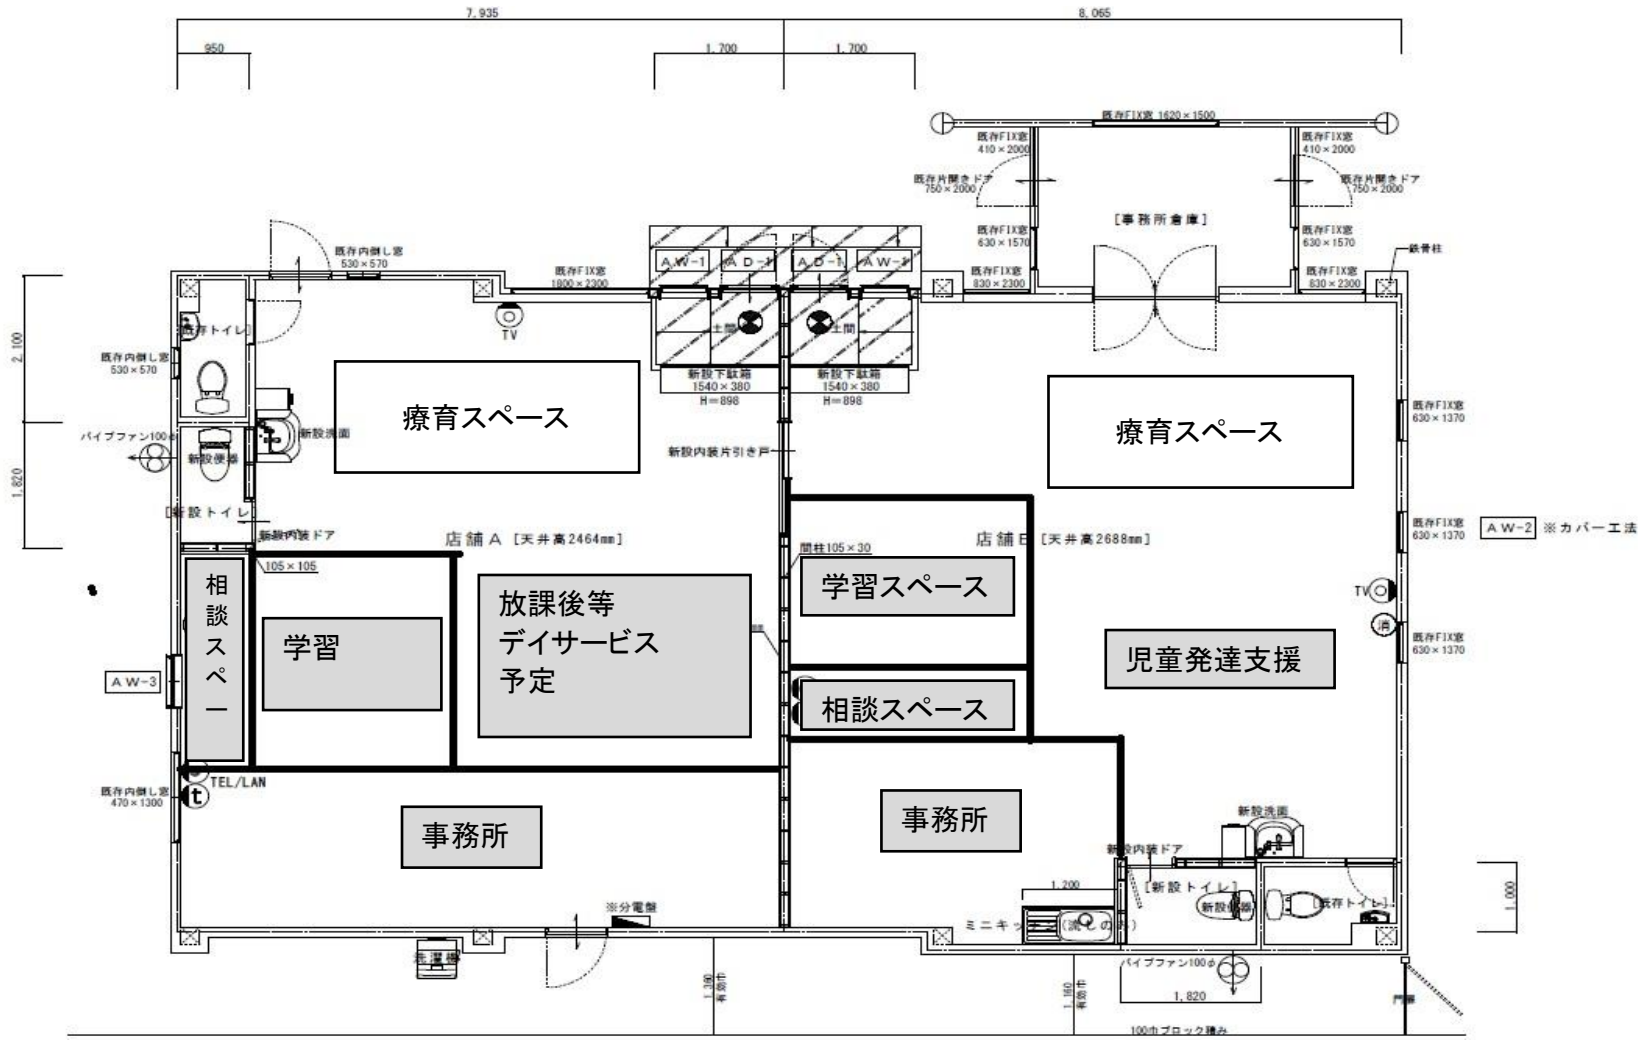 7,935
8,065
950
1,700
1,700
既存FIX窓 1620×1500
既存FIX窓
410×2000
既存FIX窓
410×2000
既存片開きドア
750×2000
既存片開きドア
750×2000
[事務所倉庫]
既存FIX窓
630×1570
既存FIX窓
630×1570
鉄骨柱
既存内倒し窓
530×570
既存FIX窓
1800×2300
AW-1
AD-1
AD-1
AW-1
既存FIX窓
830×2300
既存FIX窓
830×2300
2,100
[既存トイレ]
TV
土間
土間
既存内倒し窓
530×570
新設下駄箱
1540×380
H=898
新設下駄箱
1540×380
H=898
療育スペース
療育スペース
既存FIX窓
630×1370
パイプファン100φ
新設洗面
新設便器
新設内装片引き戸
1,820
[新設トイレ]
新設内装ドア
店舗A [天井高2464mm]
間柱105×30
店舗B [天井高2688mm]
既存FIX窓
630×1370
AW-2 ※カバー工法
105×105
相談スペー
学習
放課後等
デイサービス
予定
学習スペース
相談スペース
児童発達支援
TV
消
既存FIX窓
630×1370
AW-3
TEL/LAN
t
既存内倒し窓
470×1300
事務所
事務所
新設洗面
新設内装ドア
1,200
[新設トイレ]
新設便器
[既存トイレ]
1,000
※分電盤
ミニキッチン(流しのみ)
洗濯機
1,360
有効巾
1,160
有効巾
パイプファン100φ
1,820
門扉
100巾ブロック積み